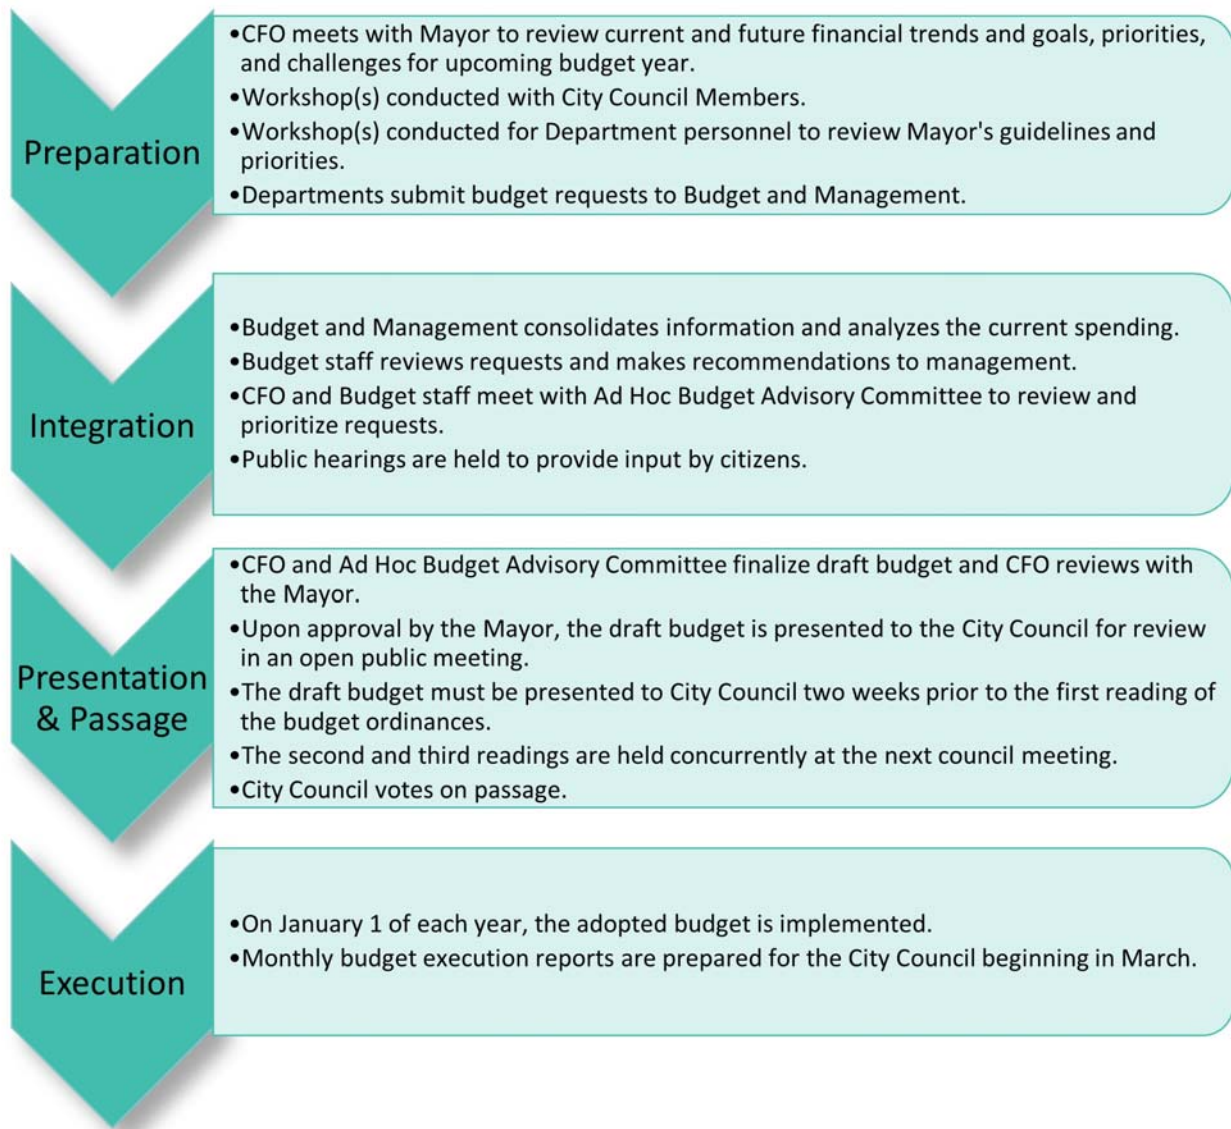 Preparation
•CFO meets with Mayor to review current and future financial trends and goals, priorities,
and challenges for upcoming budget year.
•Workshop(s) conducted with City Council Members.
•Workshop(s) conducted for Department personnel to review Mayor's guidelines and
priorities.
•Departments submit budget requests to Budget and Management.
Integration
•Budget and Management consolidates information and analyzes the current spending.
•Budget staff reviews requests and makes recommendations to management.
•CFO and Budget staff meet with Ad Hoc Budget Advisory Committee to review and
prioritize requests.
•Public hearings are held to provide input by citizens.
Presentation
& Passage
•CFO and Ad Hoc Budget Advisory Committee finalize draft budget and CFO reviews with
the Mayor.
•Upon approval by the Mayor, the draft budget is presented to the City Council for review
in an open public meeting.
•The draft budget must be presented to City Council two weeks prior to the first reading of
the budget ordinances.
•The second and third readings are held concurrently at the next council meeting.
•City Council votes on passage.
Execution
•On January 1 of each year, the adopted budget is implemented.
•Monthly budget execution reports are prepared for the City Council beginning in March.